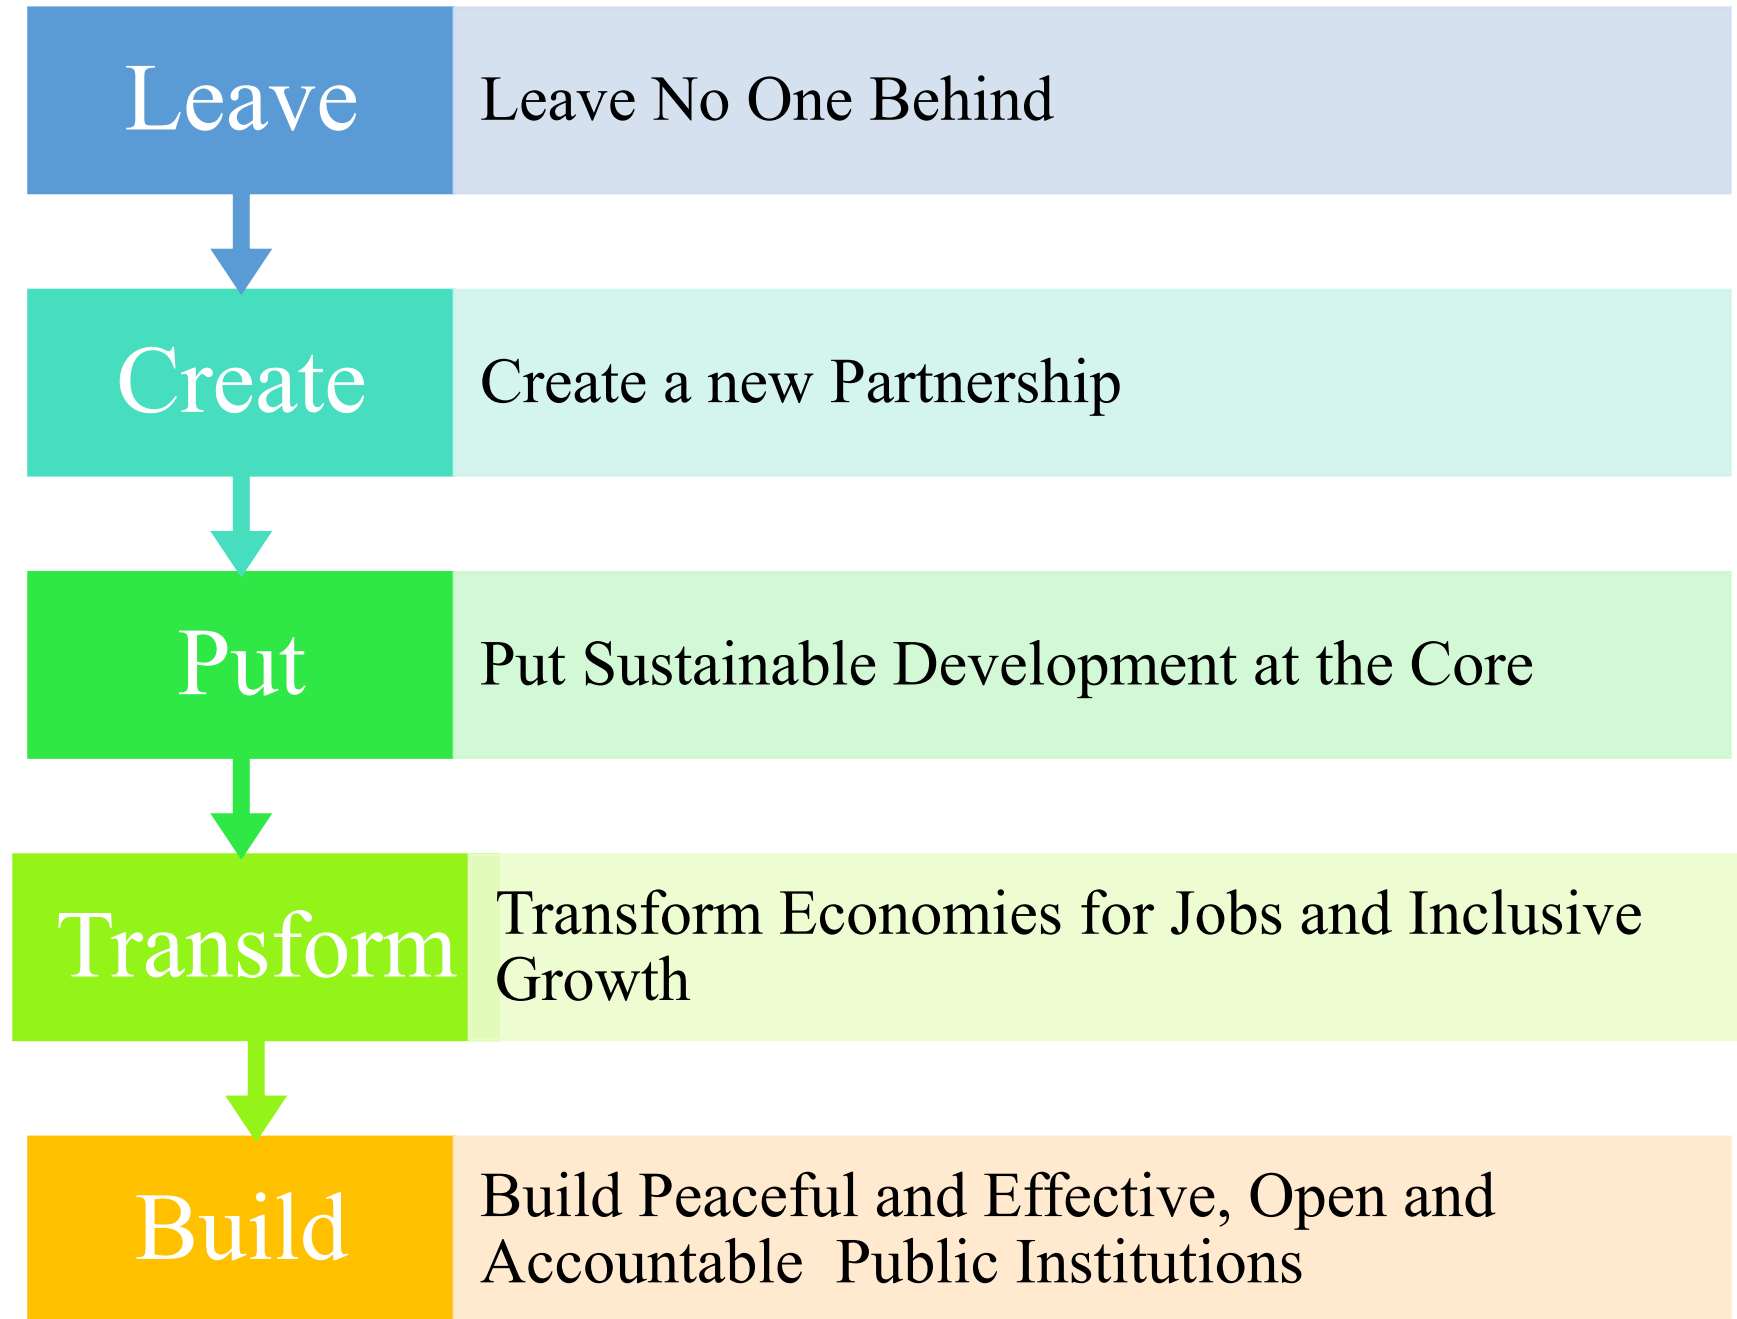 Leave
Leave No One Behind
Create
Create a new Partnership
Put
Put Sustainable Development at the Core
Transform
Transform Economies for Jobs and Inclusive
Growth
Build
Build Peaceful and Effective, Open and
Accountable  Public Institutions